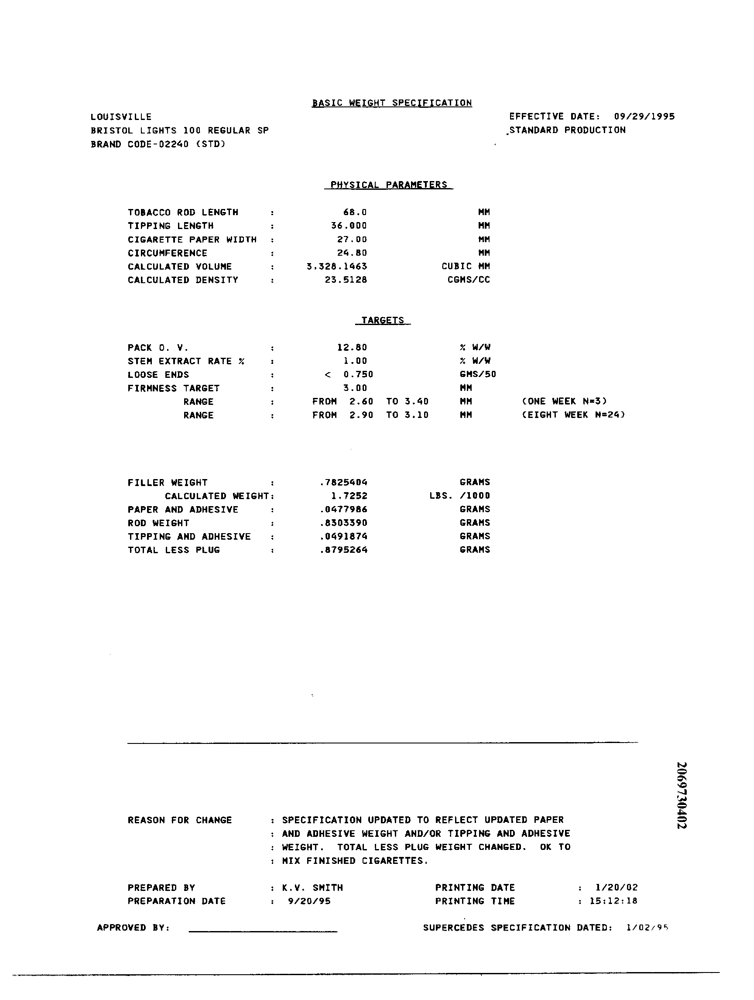 BASIC WEIGHT SPECIFICATION
LOUISVILLE EFFECTIVE DATE: 09/29/1995
BRISTOL LIGHTS 100 REGULAR SP STANDARD PRODUCTION
BRAND CODE-02240 (STD)
PHYSICAL PARAMETERS
TOBACCO ROD LENGTH : 68.0 MM
TIPPING LENGTH : 36.000 MM
CIGARETTE PAPER WIDTH : 27.00 MM
CIRCUMFERENCE : 24.80 MM
CALCULATED VOLUME : 3,328.1463 CUBIC MM
CALCULATED DENSITY : 23.5128 CGMS/CC
TARGETS
PACK O. V. : 12.80 % W/W
STEM EXTRACT RATE % : 1.00 % W/W
LOOSE ENDS : < 0.750 GMS/50
FIRMNESS TARGET : 3.00 MM
RANGE : FROM 2.60 TO 3.40 MM (ONE WEEK N=3)
RANGE : FROM 2.90 TO 3.10 MM (EIGHT WEEK N=24)
FILLER WEIGHT : .7825404 GRAMS
CALCULATED WEIGHT: 1.7252 LBS. /1000
PAPER AND ADHESIVE : .0477986 GRAMS
ROD WEIGHT : .8303390 GRAMS
TIPPING AND ADHESIVE : .0491874 GRAMS
TOTAL LESS PLUG : .8795264 GRAMS
2069730402
REASON FOR CHANGE : SPECIFICATION UPDATED TO REFLECT UPDATED PAPER
: AND ADHESIVE WEIGHT AND/OR TIPPING AND ADHESIVE
: WEIGHT. TOTAL LESS PLUG WEIGHT CHANGED. OK TO
: MIX FINISHED CIGARETTES.
PREPARED BY : K.V. SMITH PRINTING DATE : 1/20/02
PREPARATION DATE : 9/20/95 PRINTING TIME : 15:12:18
APPROVED BY: SUPERCEDES SPECIFICATION DATED: 1/02/95